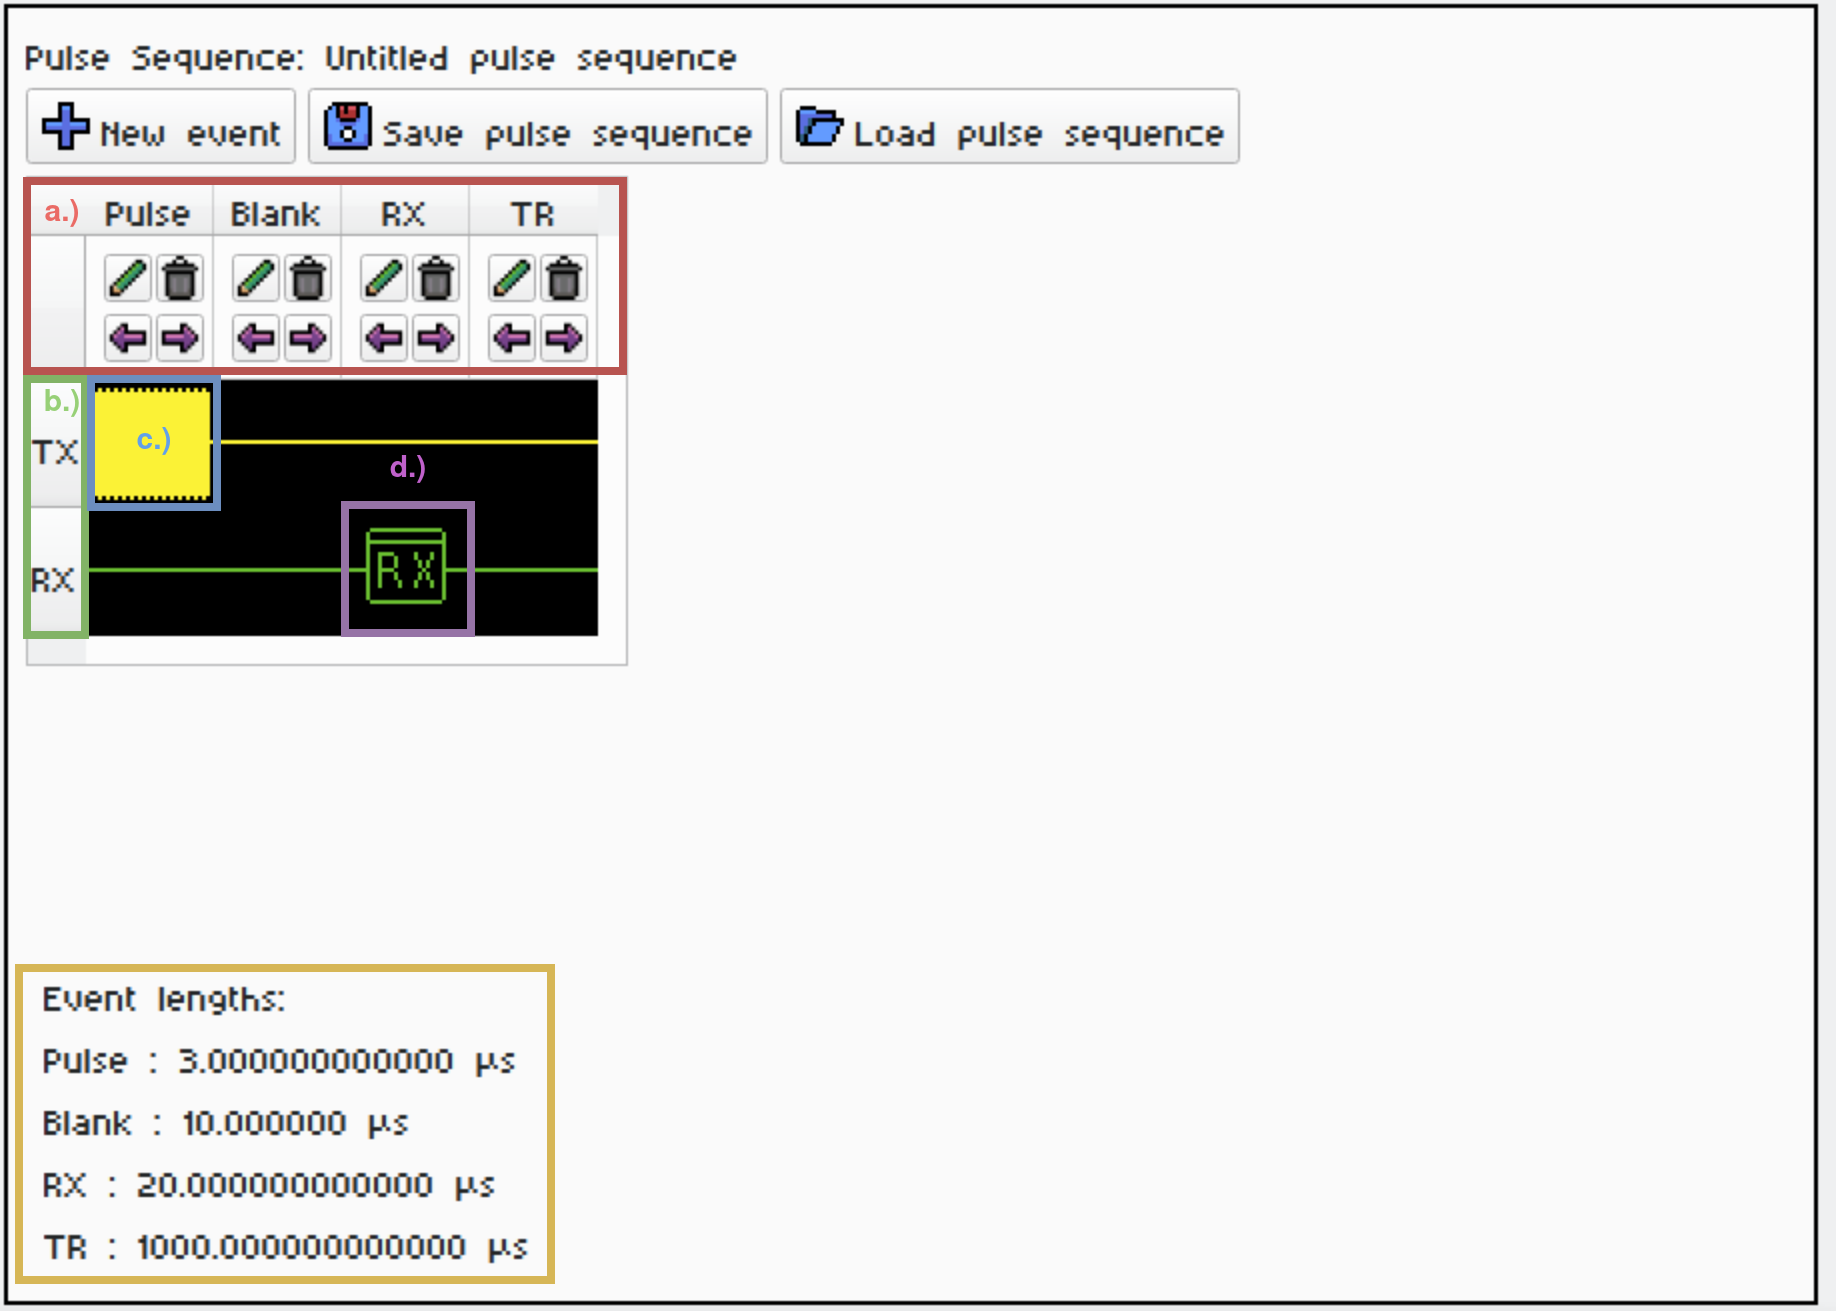 Pulse Sequence: Untitled pulse sequence
New event Save pulse sequence Load pulse sequence
a.) Pulse Blank RX TR
b.)
TX c.)
d.)
RX RX
Event lengths:
Pulse : 3.000000000000 µs
Blank : 10.000000 µs
RX : 20.000000000000 µs
TR : 1000.000000000000 µs